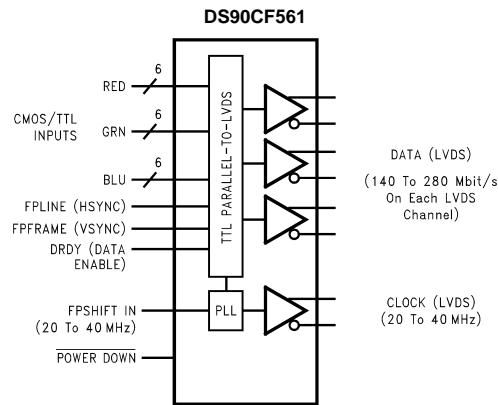 DS90CF561
RED
6
CMOS/TTL
INPUTS
GRN
6
BLU
6
FPLINE (HSYNC)
FPFRAME (VSYNC)
DRDY (DATA
ENABLE)
FPSHIFT IN
(20 To 40 MHz)
POWER DOWN
TTL PARALLEL-TO-LVDS
PLL
DATA (LVDS)
(140 To 280 Mbit/s
On Each LVDS
Channel)
CLOCK (LVDS)
(20 To 40 MHz)